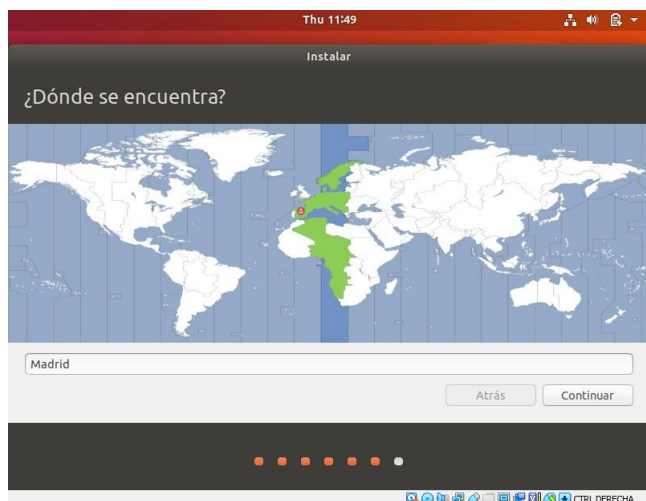 Thu 11:49
Instalar
¿Dónde se encuentra?
Madrid
Atrás
Continuar
CTRL DERECHA